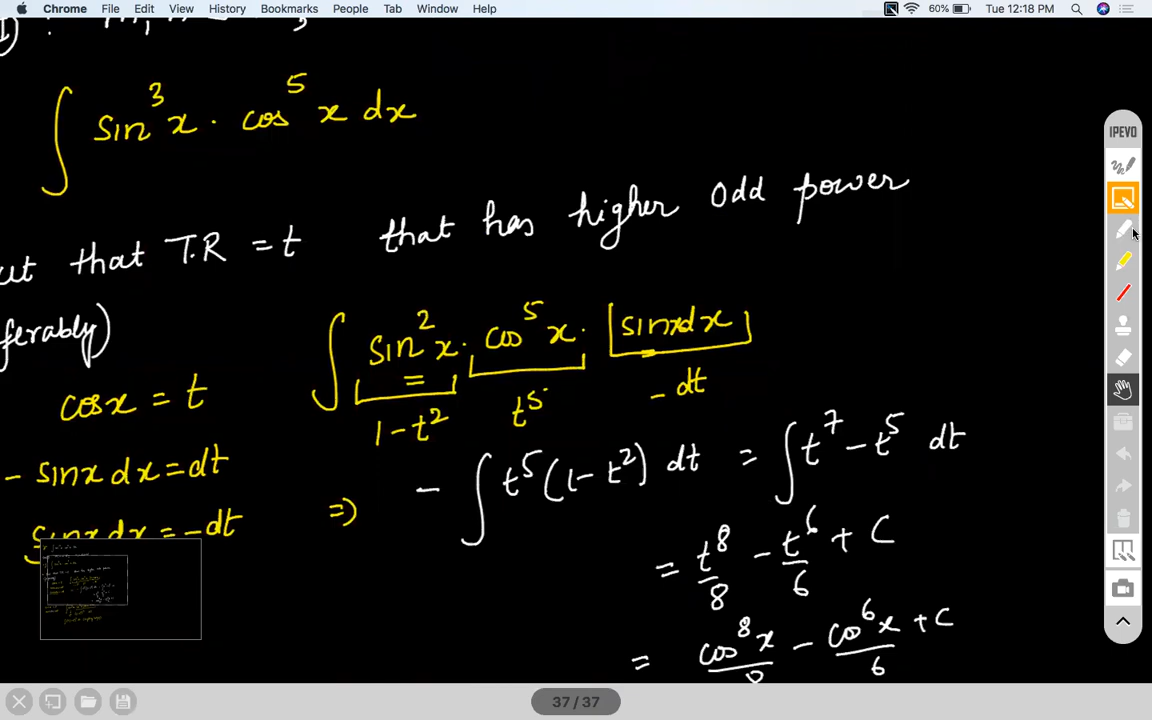 Chrome File Edit View History Bookmarks People Tab Window Help 60% Tue 12:18 PM
∫ sin³x · cos⁵x dx
IPEVO
ut that T.R = t that has higher odd power
ferably)
∫ sin²x · cos⁵x · sinxdx
1-t² t⁵ -dt
cosx = t
- sinx dx = dt
sinx dx = -dt
=> - ∫ t⁵(1-t²) dt = ∫ t⁷ - t⁵ dt
= t⁸/8 - t⁶/6 + C
= cos⁸x/8 - cos⁶x/6 + C
37 / 37